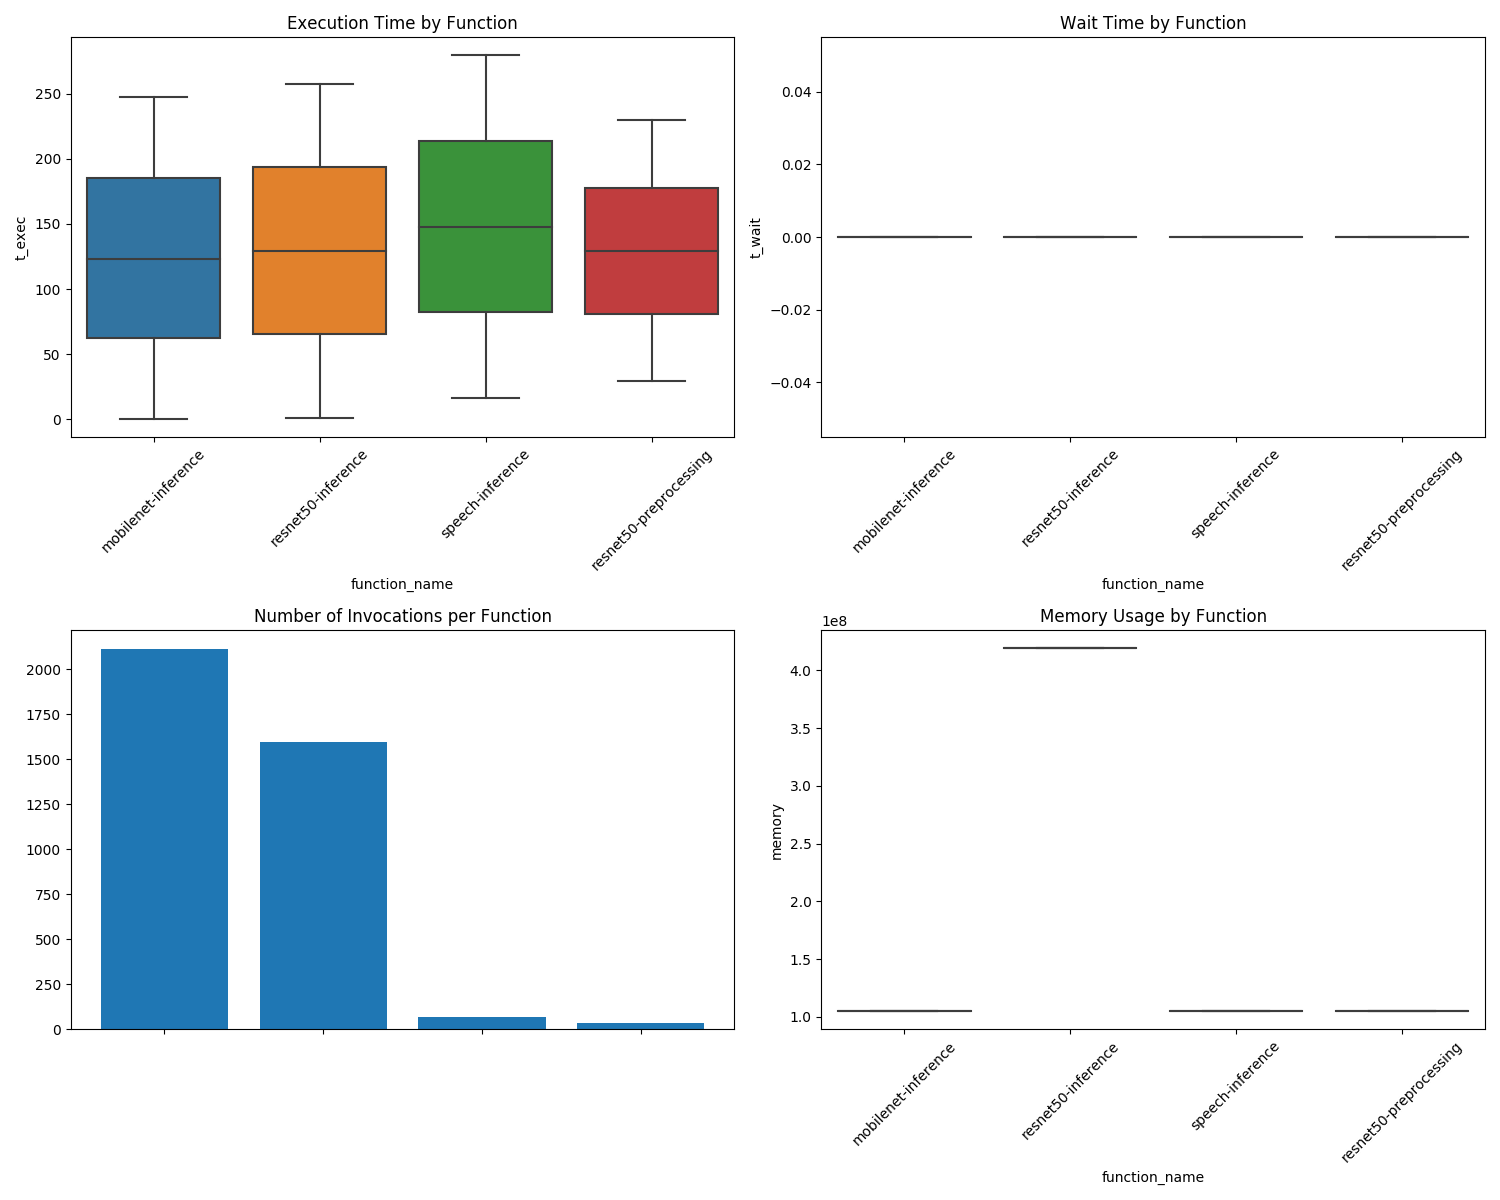 Execution Time by Function
t_exec
250
200
150
100
50
0
mobilenet-inference
resnet50-inference
speech-inference
resnet50-preprocessing
function_name
Wait Time by Function
t_wait
0.04
0.02
0.00
−0.02
−0.04
mobilenet-inference
resnet50-inference
speech-inference
resnet50-preprocessing
function_name
Number of Invocations per Function
2000
1750
1500
1250
1000
750
500
250
0
Memory Usage by Function
1e8
memory
4.0
3.5
3.0
2.5
2.0
1.5
1.0
mobilenet-inference
resnet50-inference
speech-inference
resnet50-preprocessing
function_name